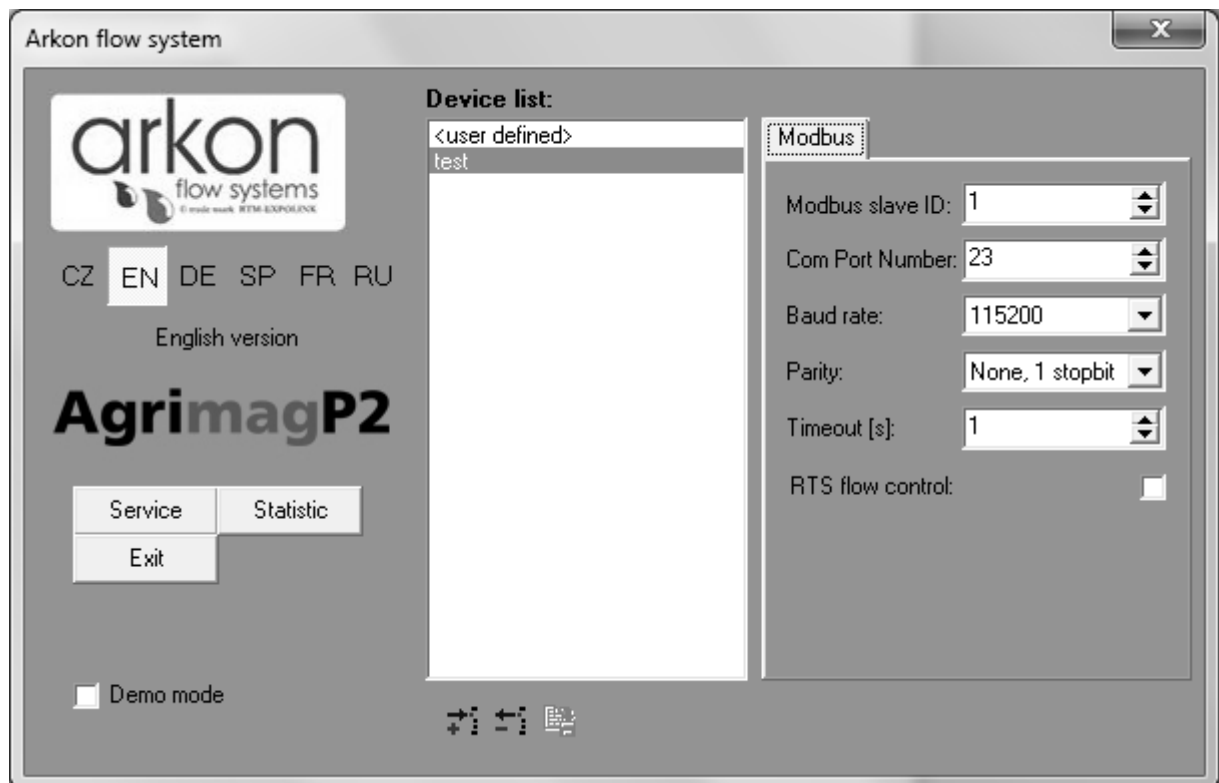 Arkon flow system
arkon
flow systems
© trade mark RTM-EXPOLINK
CZ EN DE SP FR RU
English version
AgrimagP2
Service Statistic
Exit
Demo mode
Device list:
<user defined>
test
Modbus
Modbus slave ID: 1
Com Port Number: 23
Baud rate: 115200
Parity: None, 1 stopbit
Timeout [s]: 1
RTS flow control: